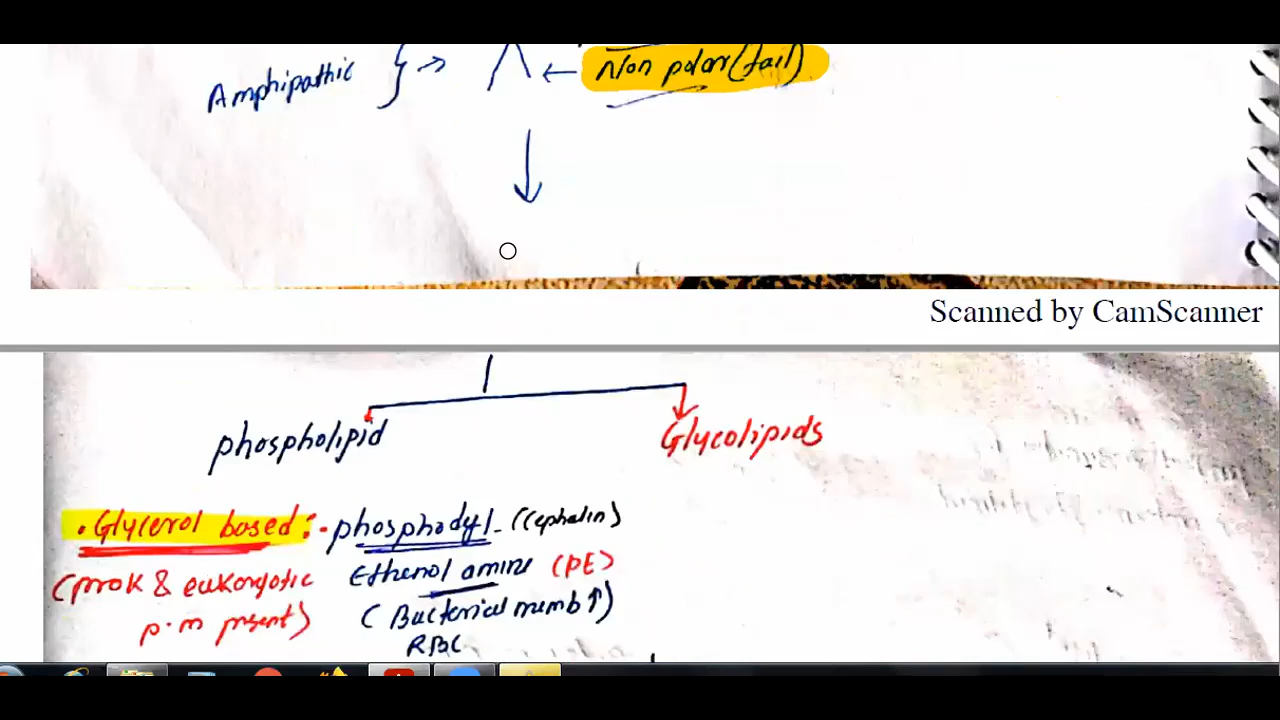 Amphipathic } → ← Non polar (tail)
Scanned by CamScanner
phospholipid Glycolipids
• Glycerol based :- phosphadyl- (Cephalin)
(prok & eukaryotic Ethenol amine (PE)
p.m present) (Bacterial memb ↑)
RBC